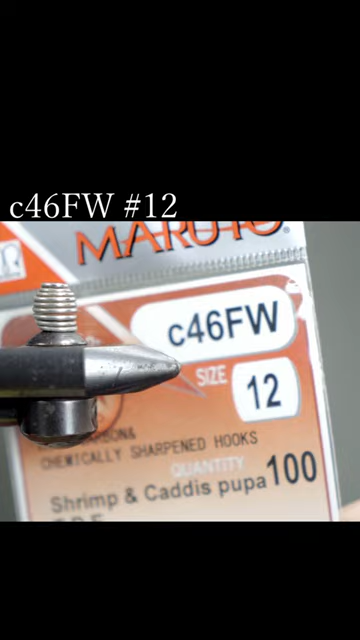 c46FW #12
MARUTO®
c46FW
SIZE
12
CHEMICALLY SHARPENED HOOKS
QUANTITY
100
Shrimp & Caddis pupa